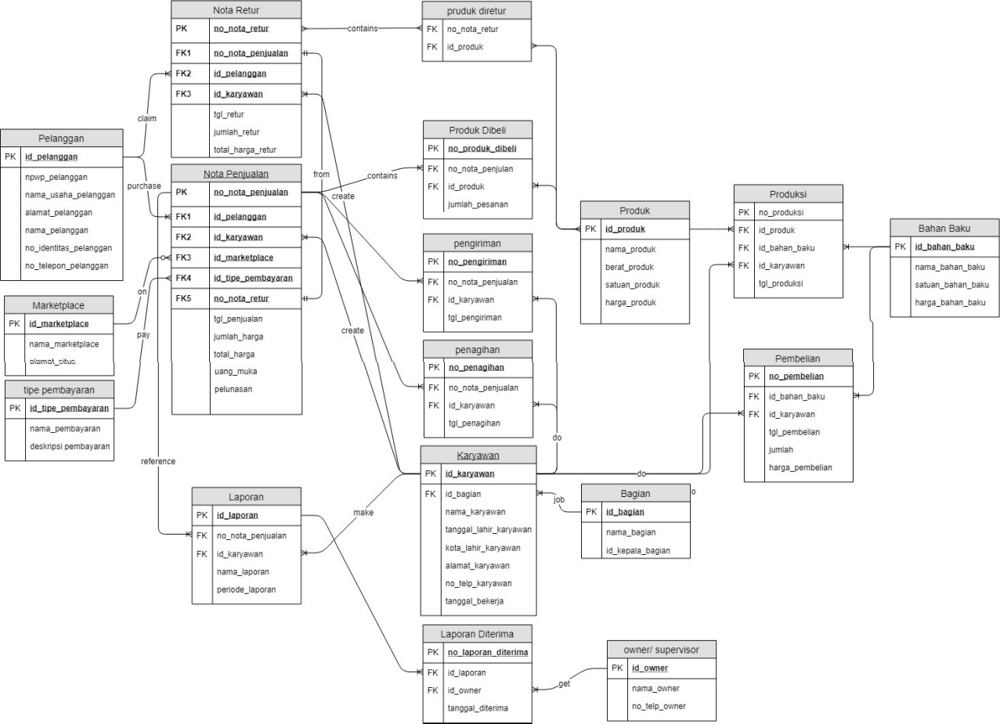 Nota Retur
PK no_nota_retur
FK1 no_nota_penjualan
FK2 id_pelanggan
FK3 id_karyawan
tgl_retur
jumlah_retur
total_harga_retur
contains
pruduk diretur
FK no_nota_retur
FK id_produk
claim
Pelanggan
PK id_pelanggan
npwp_pelanggan
nama_usaha_pelanggan
alamat_pelanggan
nama_pelanggan
no_identitas_pelanggan
no_telepon_pelanggan
purchase
Nota Penjualan
PK no_nota_penjualan
FK1 id_pelanggan
FK2 id_karyawan
FK3 id_marketplace
FK4 id_tipe_pembayaran
FK5 no_nota_retur
tgl_penjualan
jumlah_harga
total_harga
uang_muka
pelunasan
from
create
contains
create
Produk Dibeli
PK no_produk_dibeli
FK no_nota_penjulan
FK id_produk
jumlah_pesanan
pengiriman
PK no_pengiriman
FK no_nota_penjualan
FK id_karyawan
tgl_pengiriman
penagihan
PK no_penagihan
FK no_nota_penjualan
FK id_karyawan
tgl_penagihan
do
Produk
PK id_produk
nama_produk
berat_produk
satuan_produk
harga_produk
Produksi
PK no_produksi
FK id_produk
FK id_bahan_baku
FK id_karyawan
tgl_produksi
Bahan Baku
PK id_bahan_baku
nama_bahan_baku
satuan_bahan_baku
harga_bahan_baku
Marketplace
PK id_marketplace
nama_marketplace
on
pay
tipe pembayaran
PK id_tipe_pembayaran
nama_pembayaran
deskripsi pembayaran
reference
Pembelian
PK no_pembelian
FK id_bahan_baku
FK id_karyawan
tgl_pembelian
jumlah
harga_pembelian
do
o
Karyawan
PK id_karyawan
FK id_bagian
nama_karyawan
tanggal_lahir_karyawan
kota_lahir_karyawan
alamat_karyawan
no_telp_karyawan
tanggal_bekerja
job
Bagian
PK id_bagian
nama_bagian
id_kepala_bagian
Laporan
PK id_laporan
FK no_nota_penjualan
FK id_karyawan
nama_laporan
periode_laporan
make
Laporan Diterima
PK no_laporan_diterima
FK id_laporan
FK id_owner
tanggal_diterima
get
owner/ supervisor
PK id_owner
nama_owner
no_telp_owner